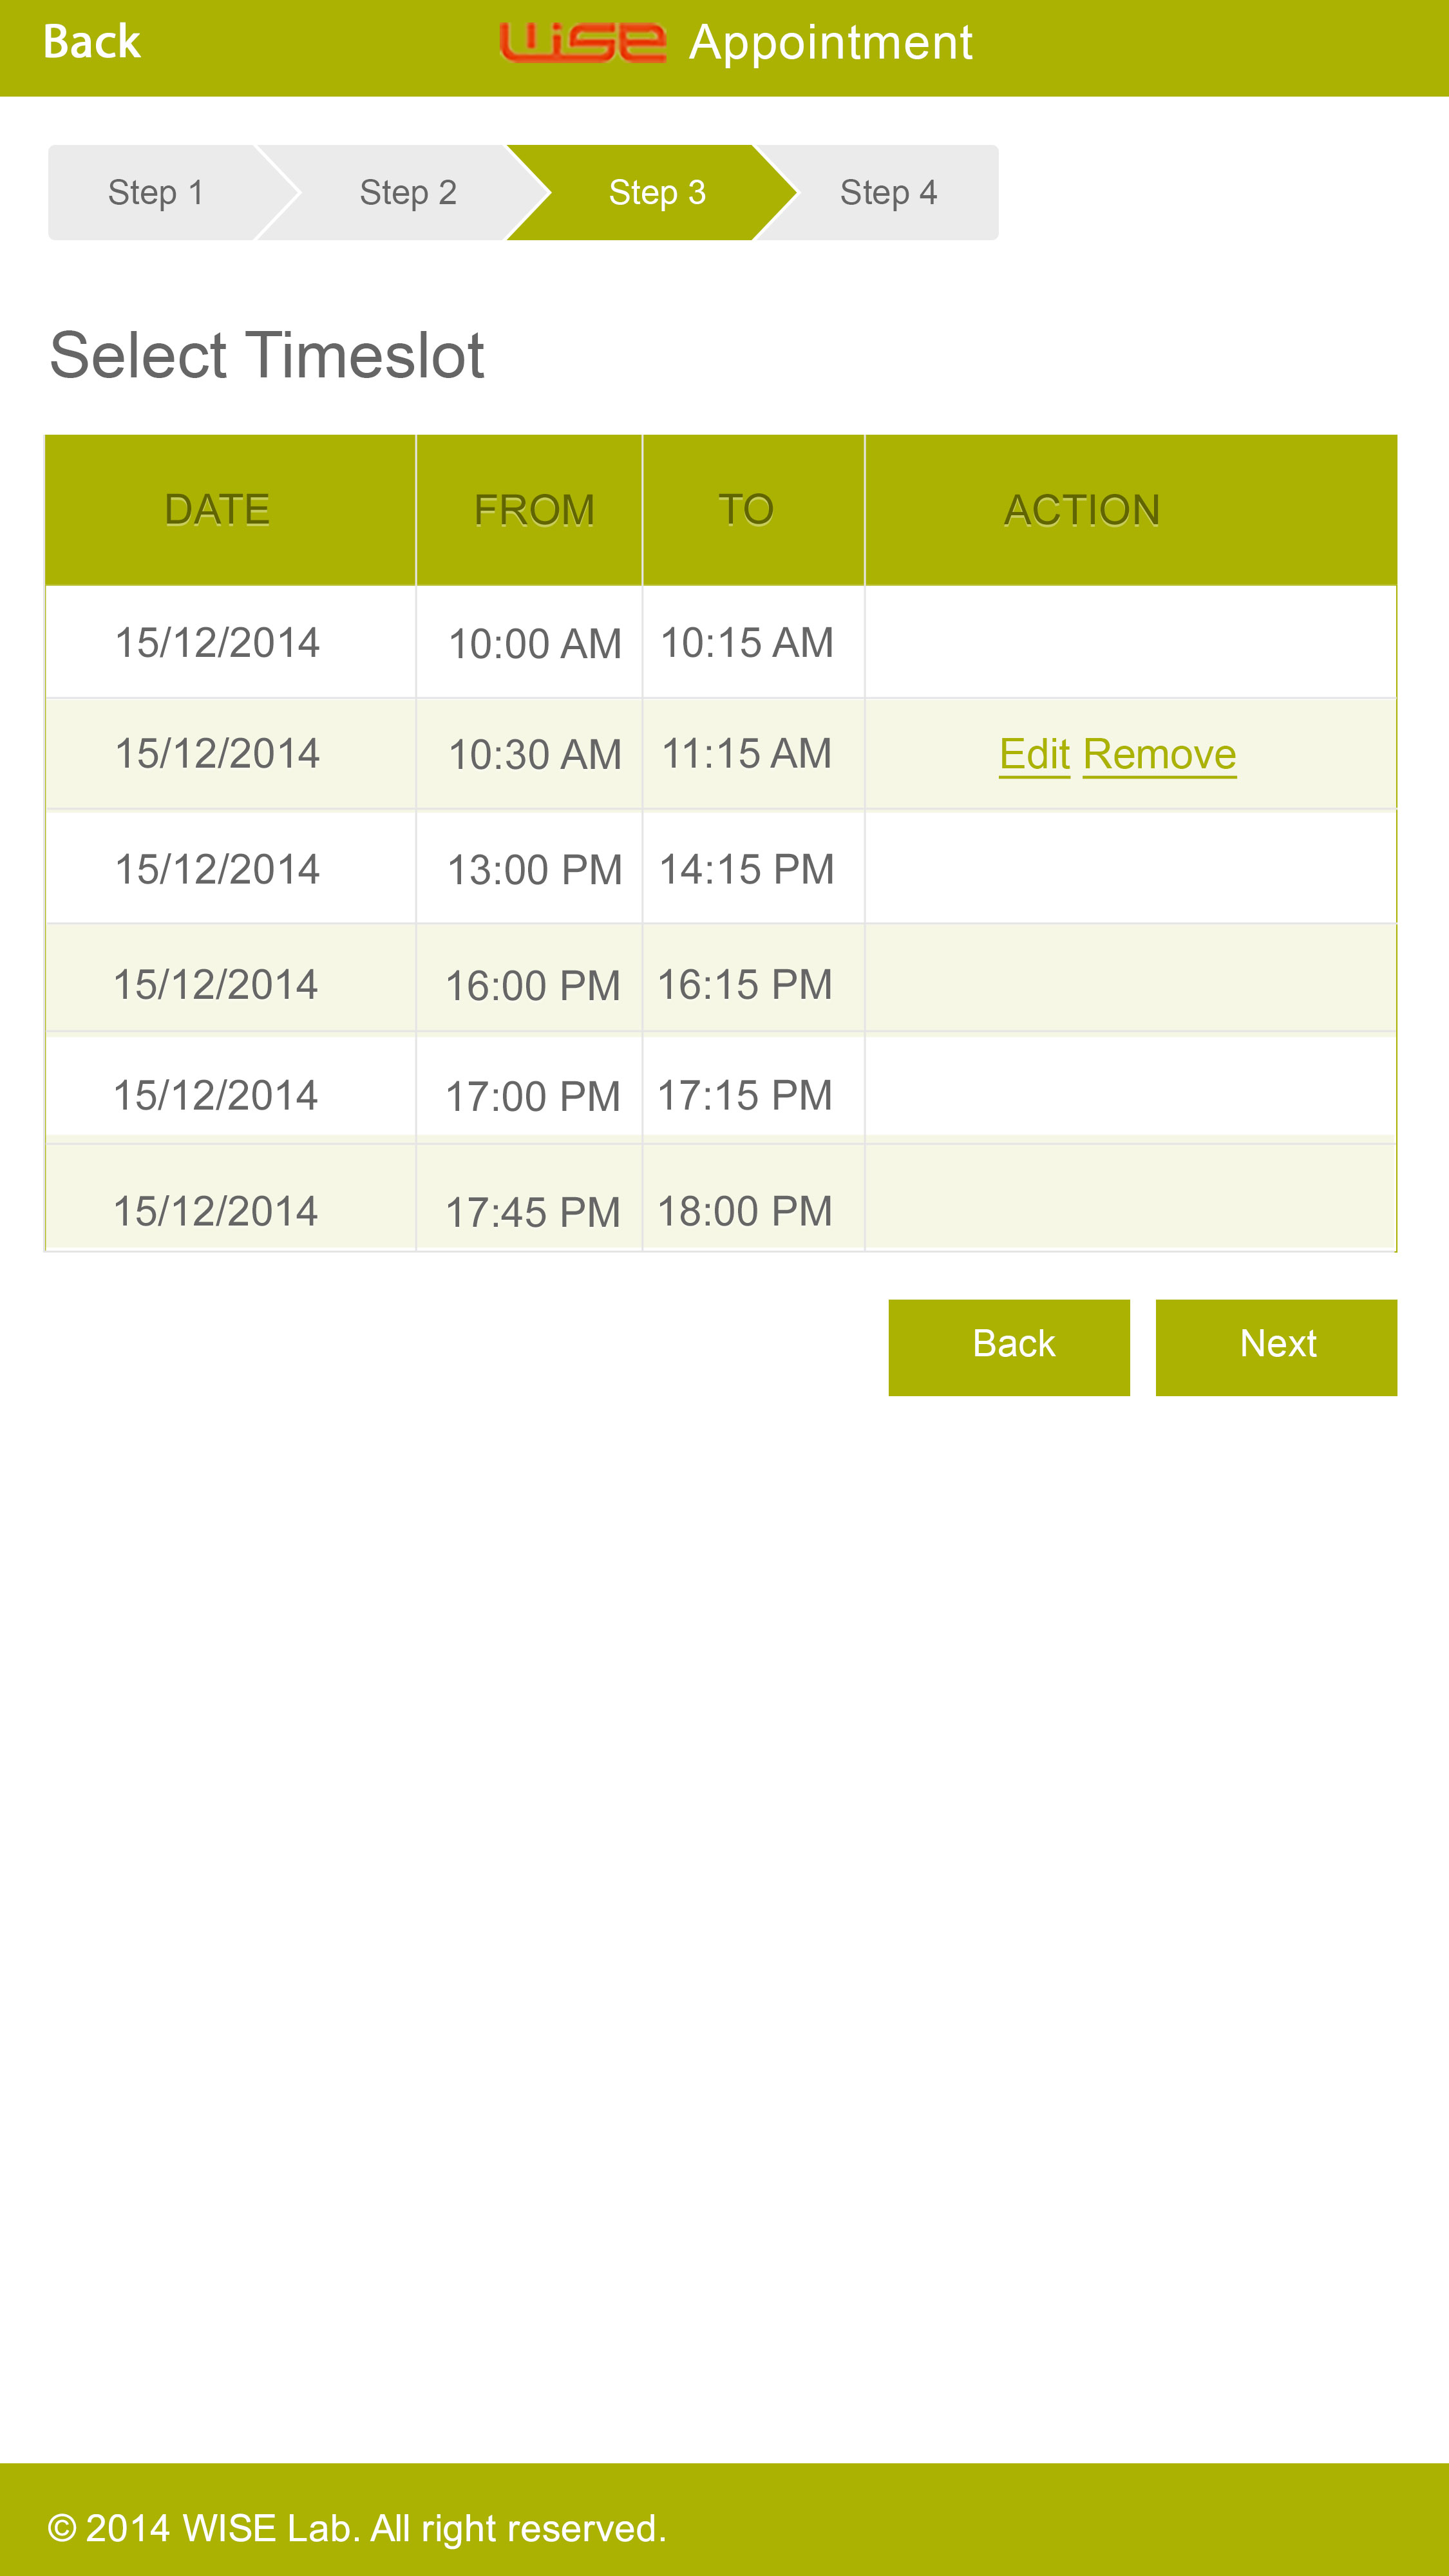 Back wise Appointment
Step 1 Step 2 Step 3 Step 4
Select Timeslot
DATE FROM TO ACTION
15/12/2014 10:00 AM 10:15 AM
15/12/2014 10:30 AM 11:15 AM Edit Remove
15/12/2014 13:00 PM 14:15 PM
15/12/2014 16:00 PM 16:15 PM
15/12/2014 17:00 PM 17:15 PM
15/12/2014 17:45 PM 18:00 PM
Back Next
© 2014 WISE Lab. All right reserved.